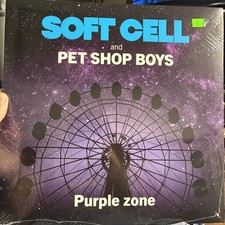 SOFT CELL
and
PET SHOP BOYS
Purple zone